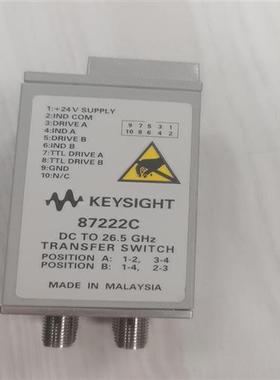 1:+24V SUPPLY
2:IND COM
3:DRIVE A
4:IND A
5:DRIVE B
6:IND B
7:TTL DRIVE A
8:TTL DRIVE B
9:GND
10:N/C
9 7 5 3 1
10 8 6 4 2
KEYSIGHT
87222C
DC TO 26.5 GHz
TRANSFER SWITCH
POSITION A: 1-2, 3-4
POSITION B: 1-4, 2-3
MADE IN MALAYSIA